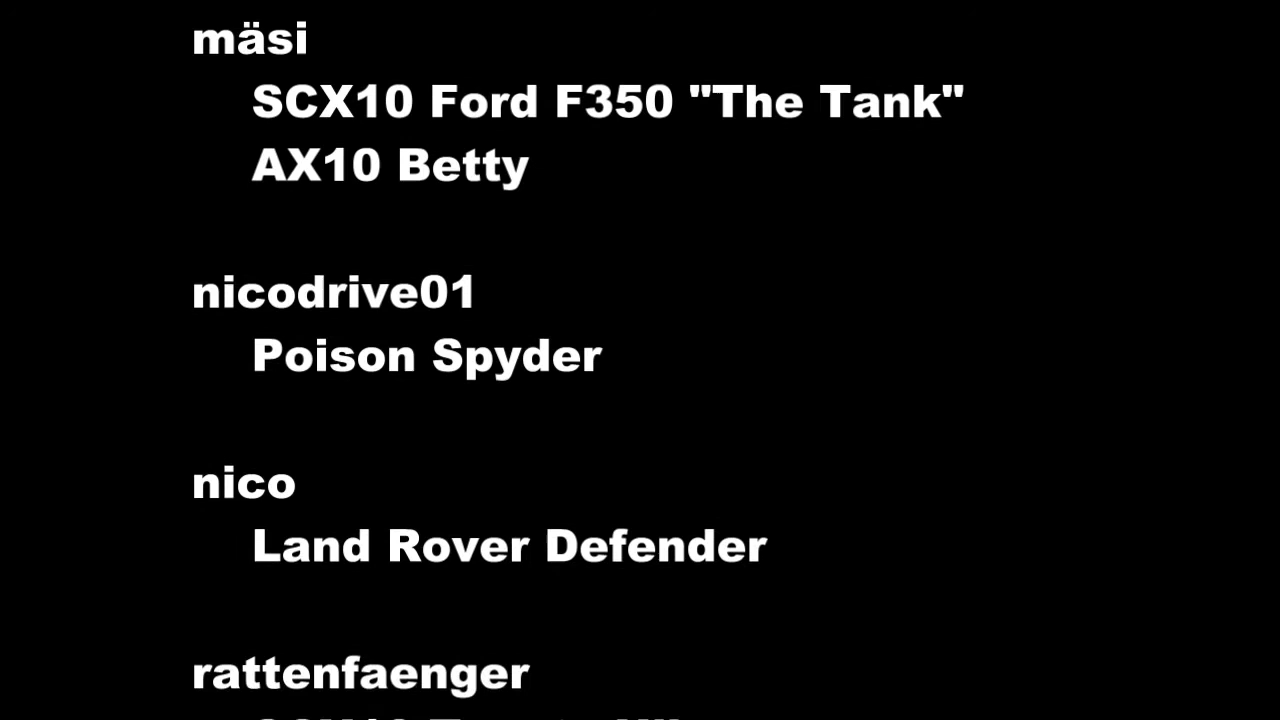 mäsi
SCX10 Ford F350 "The Tank"
AX10 Betty
nicodrive01
Poison Spyder
nico
Land Rover Defender
rattenfaenger